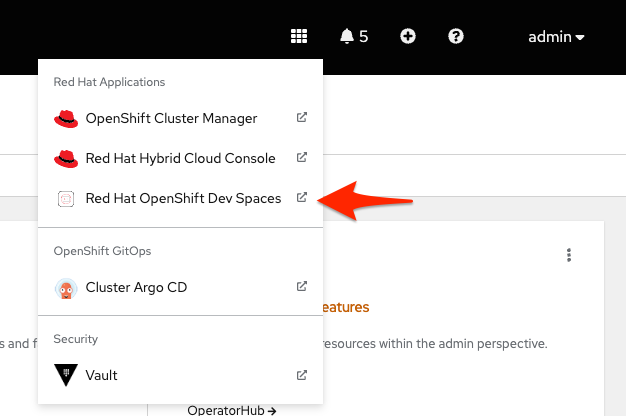 5
admin
Red Hat Applications
OpenShift Cluster Manager
Red Hat Hybrid Cloud Console
Red Hat OpenShift Dev Spaces
OpenShift GitOps
Cluster Argo CD
eatures
Security
s and f
resources within the admin perspective.
Vault
OperatorHub